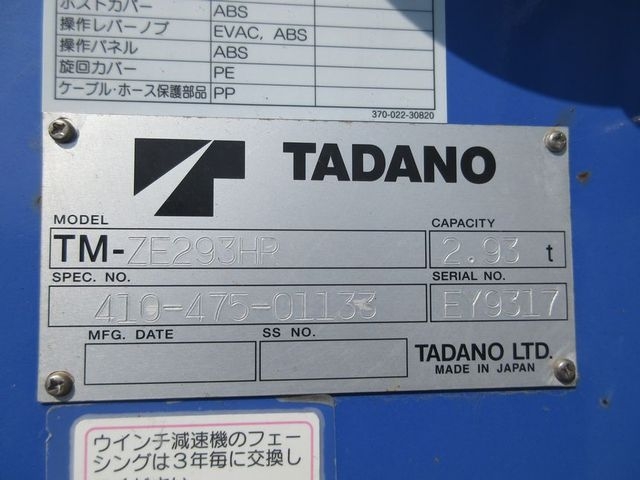 ポストカバー ABS
操作レバーノブ EVAC, ABS
操作パネル ABS
旋回カバー PE
ケーブル・ホース保護部品 PP
370-022-30820
TADANO
MODEL CAPACITY
TM-ZE293HR 2.93 t
SPEC. NO. SERIAL NO.
410-475-01133 EY9317
MFG. DATE SS NO.
TADANO LTD.
MADE IN JAPAN
ウインチ減速機のフェー
シングは3年毎に交換し